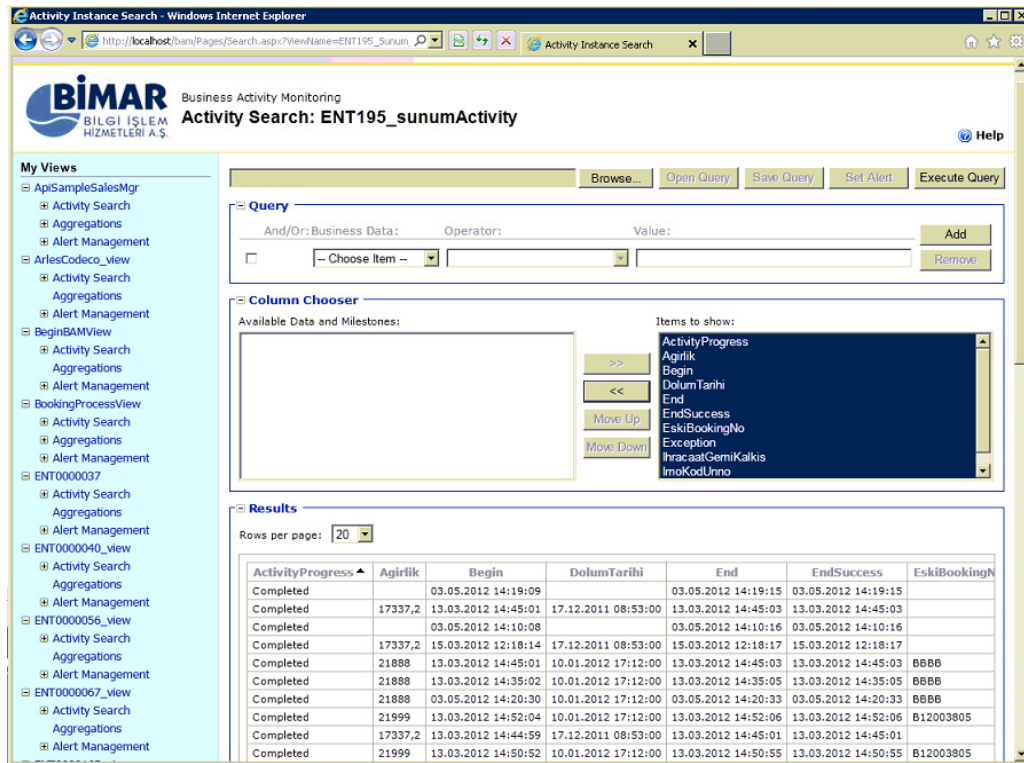 Activity Instance Search - Windows Internet Explorer
http://localhost/bam/Pages/Search.aspx?ViewName=ENT195_Sunum
Activity Instance Search
BİMAR
BİLGİ İŞLEM
HİZMETLERİ A.Ş.
Business Activity Monitoring
Activity Search: ENT195_sunumActivity
Help
My Views
ApiSampleSalesMgr
Activity Search
Aggregations
Alert Management
ArlesCodeco_view
Activity Search
Aggregations
Alert Management
BeginBAMView
Activity Search
Aggregations
Alert Management
BookingProcessView
Activity Search
Aggregations
Alert Management
ENT0000037
Activity Search
Aggregations
Alert Management
ENT0000040_view
Activity Search
Aggregations
Alert Management
ENT0000056_view
Activity Search
Aggregations
Alert Management
ENT0000067_view
Activity Search
Aggregations
Alert Management
Browse... Open Query Save Query Set Alert Execute Query
Query
And/Or: Business Data: Operator: Value: Add
-- Choose Item -- Remove
Column Chooser
Available Data and Milestones: Items to show:
>>
<<
Move Up
Move Down
ActivityProgress
Agirlik
Begin
DolumTarihi
End
EndSuccess
EskiBookingNo
Exception
IhracaatGemiKalkis
ImoKodUnno
Results
Rows per page: 20
ActivityProgress Agirlik Begin DolumTarihi End EndSuccess EskiBookingN
Completed 03.05.2012 14:19:09 03.05.2012 14:19:15 03.05.2012 14:19:15
Completed 17337,2 13.03.2012 14:45:01 17.12.2011 08:53:00 13.03.2012 14:45:03 13.03.2012 14:45:03
Completed 03.05.2012 14:10:08 03.05.2012 14:10:16 03.05.2012 14:10:16
Completed 17337,2 15.03.2012 12:18:14 17.12.2011 08:53:00 15.03.2012 12:18:17 15.03.2012 12:18:17
Completed 21888 13.03.2012 14:45:01 10.01.2012 17:12:00 13.03.2012 14:45:03 13.03.2012 14:45:03 BBBB
Completed 21888 13.03.2012 14:35:02 10.01.2012 17:12:00 13.03.2012 14:35:05 13.03.2012 14:35:05 BBBB
Completed 21888 03.05.2012 14:20:30 10.01.2012 17:12:00 03.05.2012 14:20:33 03.05.2012 14:20:33 BBBB
Completed 21999 13.03.2012 14:52:04 10.01.2012 17:12:00 13.03.2012 14:52:06 13.03.2012 14:52:06 B12003805
Completed 17337,2 13.03.2012 14:44:59 17.12.2011 08:53:00 13.03.2012 14:45:01 13.03.2012 14:45:01
Completed 21999 13.03.2012 14:50:52 10.01.2012 17:12:00 13.03.2012 14:50:55 13.03.2012 14:50:55 B12003805